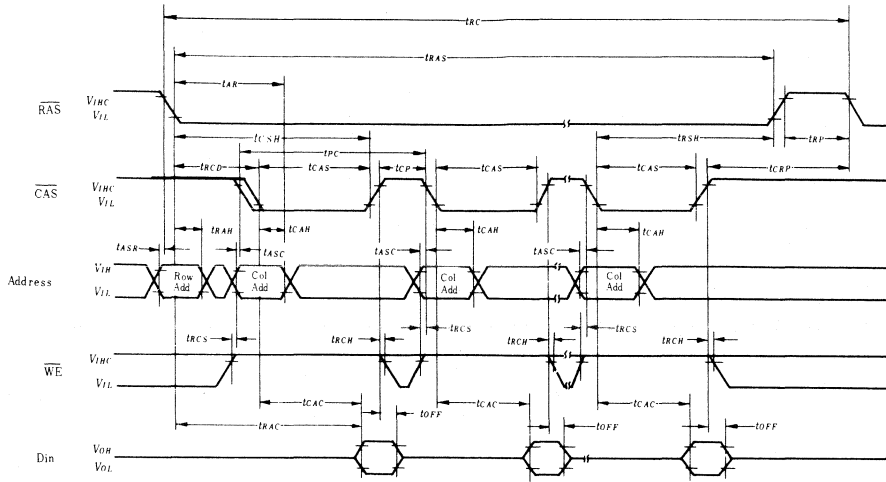 tRC
tRAS
tAR
RAS
VIHC
VIL
tCSH
tRSH
tRP
tPC
tRCD
tCAS
tCP
tCAS
tCAS
tCRP
CAS
VIHC
VIL
tRAH
tCAH
tCAH
tCAH
tASR
tASC
tASC
tASC
Address
VIH
VIL
Row Add
Col Add
Col Add
Col Add
tRCS
tRCH
tRCS
tRCH
tRCS
tRCH
WE
VIHC
VIL
tCAC
tCAC
tCAC
tRAC
tOFF
tOFF
tOFF
Din
VOH
VOL